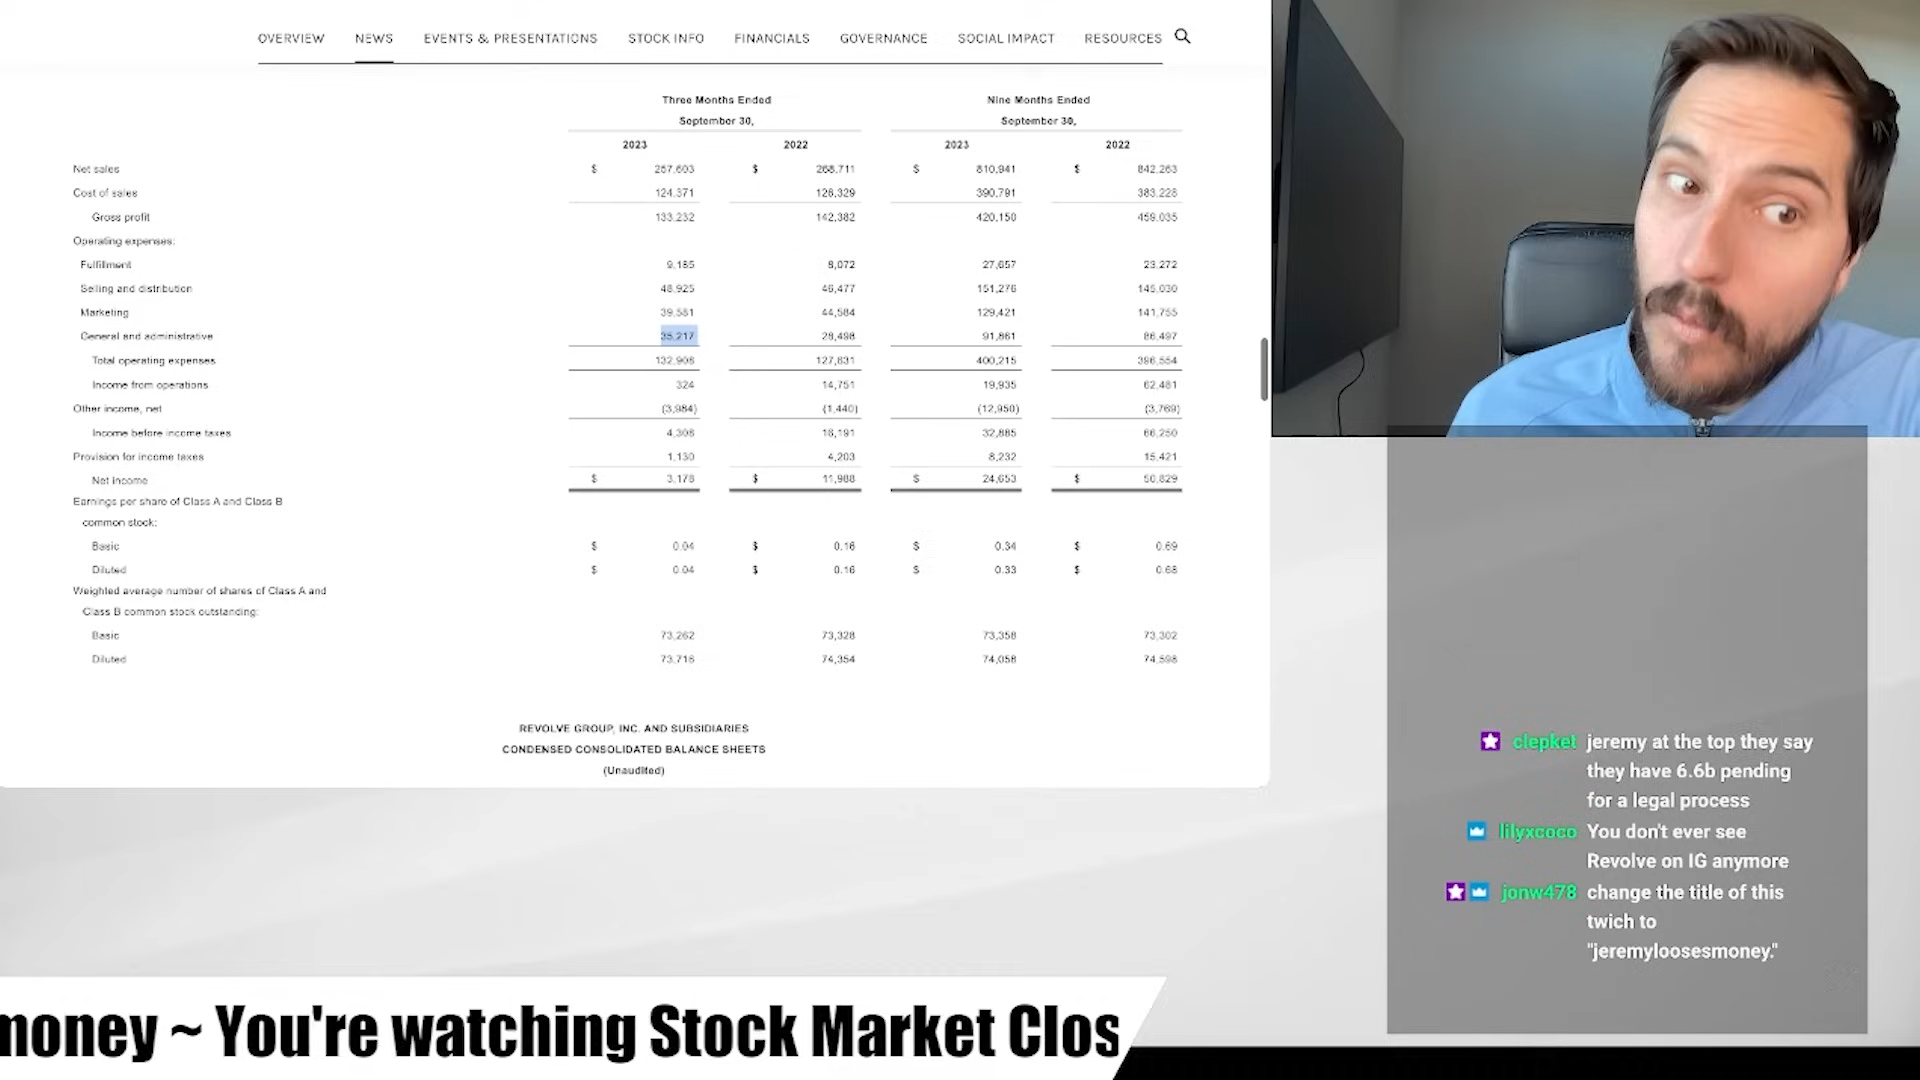 OVERVIEW NEWS EVENTS & PRESENTATIONS STOCK INFO FINANCIALS GOVERNANCE SOCIAL IMPACT RESOURCES
Three Months Ended Nine Months Ended
September 30, September 30,
2023 2022 2023 2022
Net sales $ 257,603 $ 268,711 $ 810,941 $ 842,263
Cost of sales 124,371 126,329 390,791 383,228
Gross profit 133,232 142,382 420,150 459,035
Operating expenses:
Fulfillment 9,185 8,072 27,657 23,272
Selling and distribution 48,925 46,477 151,276 145,030
Marketing 39,581 44,584 129,421 141,755
General and administrative 35,217 28,498 91,861 86,497
Total operating expenses 132,908 127,631 400,215 396,554
Income from operations 324 14,751 19,935 62,481
Other income, net (3,984) (1,440) (12,950) (3,769)
Income before income taxes 4,308 16,191 32,885 66,250
Provision for income taxes 1,130 4,203 8,232 15,421
Net income $ 3,178 $ 11,988 $ 24,653 $ 50,829
Earnings per share of Class A and Class B
common stock:
Basic $ 0.04 $ 0.16 $ 0.34 $ 0.69
Diluted $ 0.04 $ 0.16 $ 0.33 $ 0.68
Weighted average number of shares of Class A and
Class B common stock outstanding:
Basic 73,262 73,328 73,358 73,302
Diluted 73,716 74,354 74,058 74,598
REVOLVE GROUP, INC. AND SUBSIDIARIES
CONDENSED CONSOLIDATED BALANCE SHEETS
(Unaudited)
clepket jeremy at the top they say
they have 6.6b pending
for a legal process
lilyxcoco You don't ever see
Revolve on IG anymore
jonw478 change the title of this
twich to
"jeremyloosesmoney."
money ~ You're watching Stock Market Clos